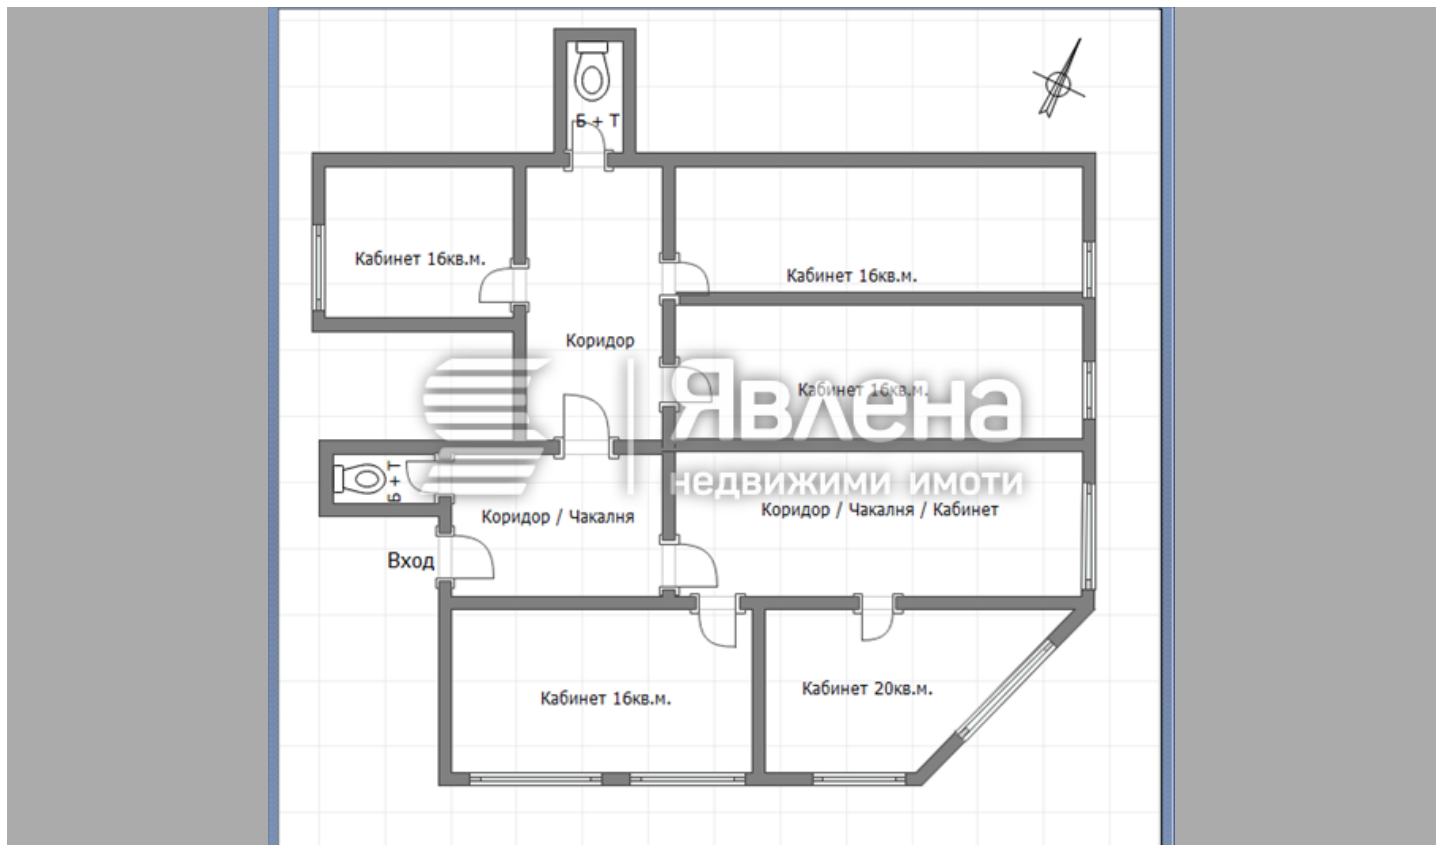 Б + Т
Кабинет 16кв.м.
Кабинет 16кв.м.
Коридор
Кабинет 16кв.м.
Явлена
недвижими имоти
Б + Т
Коридор / Чакалня
Коридор / Чакалня / Кабинет
Вход
Кабинет 16кв.м.
Кабинет 20кв.м.